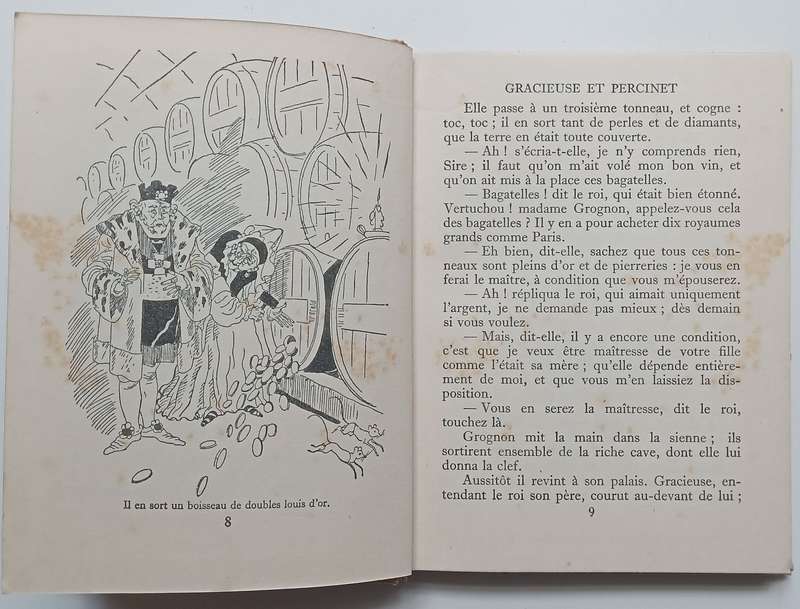 Il en sort un boisseau de doubles louis d'or.
8
GRACIEUSE ET PERCINET
Elle passe à un troisième tonneau, et cogne :
toc, toc ; il en sort tant de perles et de diamants,
que la terre en était toute couverte.
— Ah ! s'écria-t-elle, je n'y comprends rien,
Sire ; il faut qu'on m'ait volé mon bon vin, et
qu'on ait mis à la place ces bagatelles.
— Bagatelles ! dit le roi, qui était bien étonné.
Vertuchou ! madame Grognon, appelez-vous cela
des bagatelles ? Il y en a pour acheter dix royaumes
grands comme Paris.
— Eh bien, dit-elle, sachez que tous ces ton-
neaux sont pleins d'or et de pierreries : je vous en
ferai le maître, à condition que vous m'épouserez.
— Ah ! répliqua le roi, qui aimait uniquement
l'argent, je ne demande pas mieux ; dès demain
si vous voulez.
— Mais, dit-elle, il y a encore une condition,
c'est que je veux être maîtresse de votre fille
comme l'était sa mère ; qu'elle dépende entière-
ment de moi, et que vous m'en laissiez la dis-
position.
— Vous en serez la maîtresse, dit le roi,
touchez là.
Grognon mit la main dans la sienne ; ils
sortirent ensemble de la riche cave, dont elle lui
donna la clef.
Aussitôt il revint à son palais. Gracieuse, en-
tendant le roi son père, courut au-devant de lui ;
9